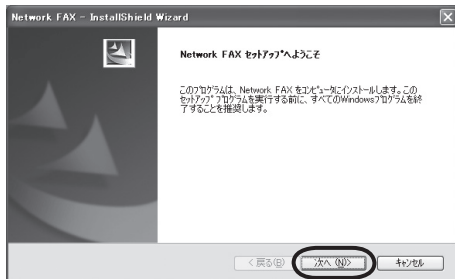 Network FAX - InstallShield Wizard
Network FAX ｾｯﾄｱｯﾌﾟへようこそ
このﾌﾟﾛｸﾞﾗﾑは、Network FAX をｺﾝﾋﾟｭｰﾀにｲﾝｽﾄｰﾙします。この
ｾｯﾄｱｯﾌﾟ ﾌﾟﾛｸﾞﾗﾑを実行する前に、すべてのWindowsﾌﾟﾛｸﾞﾗﾑを終
了することを推奨します。
< 戻る(B)
次へ (N)>
ｷｬﾝｾﾙ